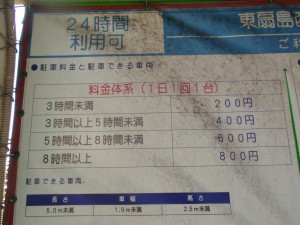 24時間
利用可
東扇島
ご利
●駐車料金と駐車できる車両
料金体系(1日1回1台)
3時間未満 200円
3時間以上5時間未満 400円
5時間以上8時間未満 600円
8時間以上 800円
駐車できる車両。
長さ 車幅 高さ
5.0m未満 1.9m未満 2.5m未満